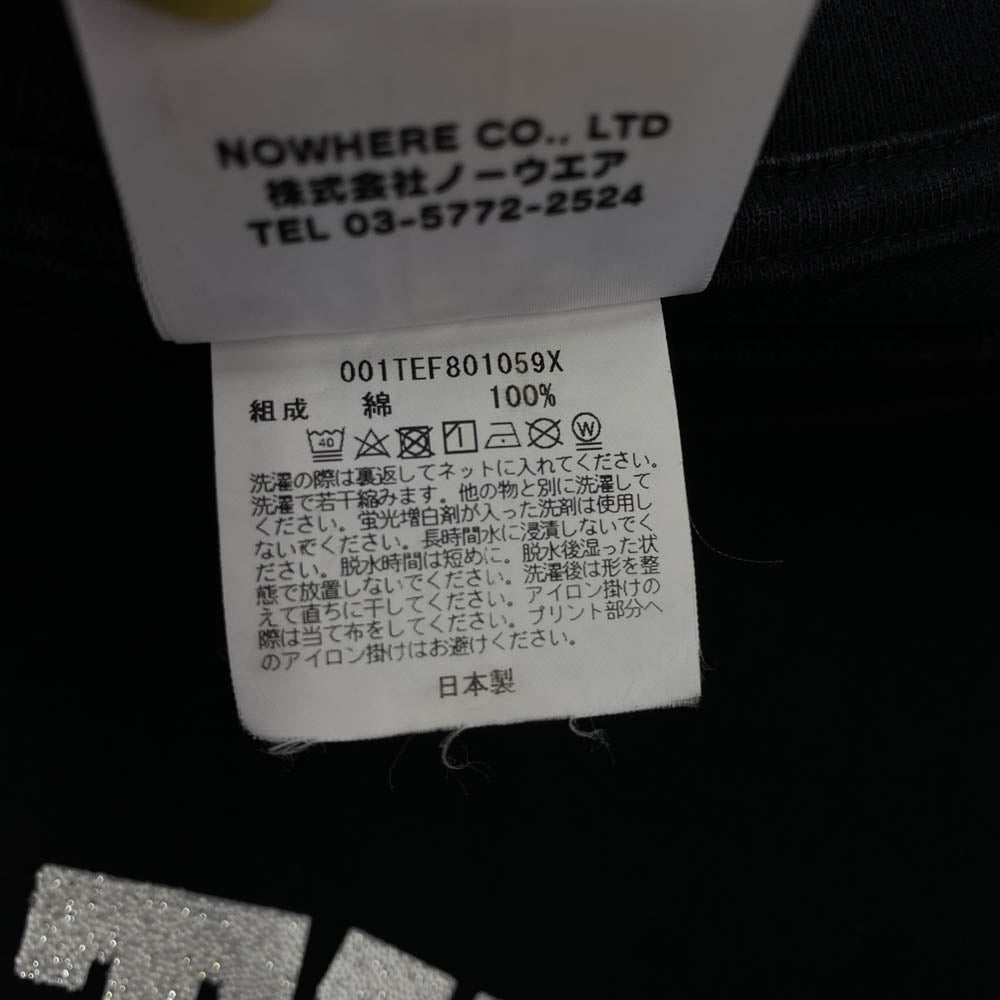 NOWHERE CO., LTD
株式会社ノーウエア
TEL 03-5772-2524
001TEF801059X
組成 綿 100%
40 W
洗濯の際は裏返してネットに入れてください。
洗濯で若干縮みます。他の物と別に洗濯して
ください。蛍光増白剤が入った洗剤は使用し
ないでください。長時間水に浸漬しないでく
ださい。脱水時間は短めに。脱水後湿った状
態で放置しないでください。洗濯後は形を整
えて直ちに干してください。アイロン掛けの
際は当て布をしてください。プリント部分へ
のアイロン掛けはお避けください。
日本製